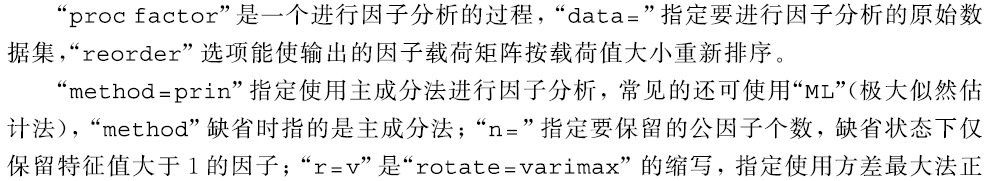 “proc factor”是一个进行因子分析的过程,“data=”指定要进行因子分析的原始数
据集,“reorder”选项能使输出的因子载荷矩阵按载荷值大小重新排序。
“method=prin”指定使用主成分法进行因子分析,常见的还可使用“ML”(极大似然估
计法),“method”缺省时指的是主成分法;“n=”指定要保留的公因子个数,缺省状态下仅
保留特征值大于1的因子;“r=v”是“rotate=varimax”的缩写,指定使用方差最大法正